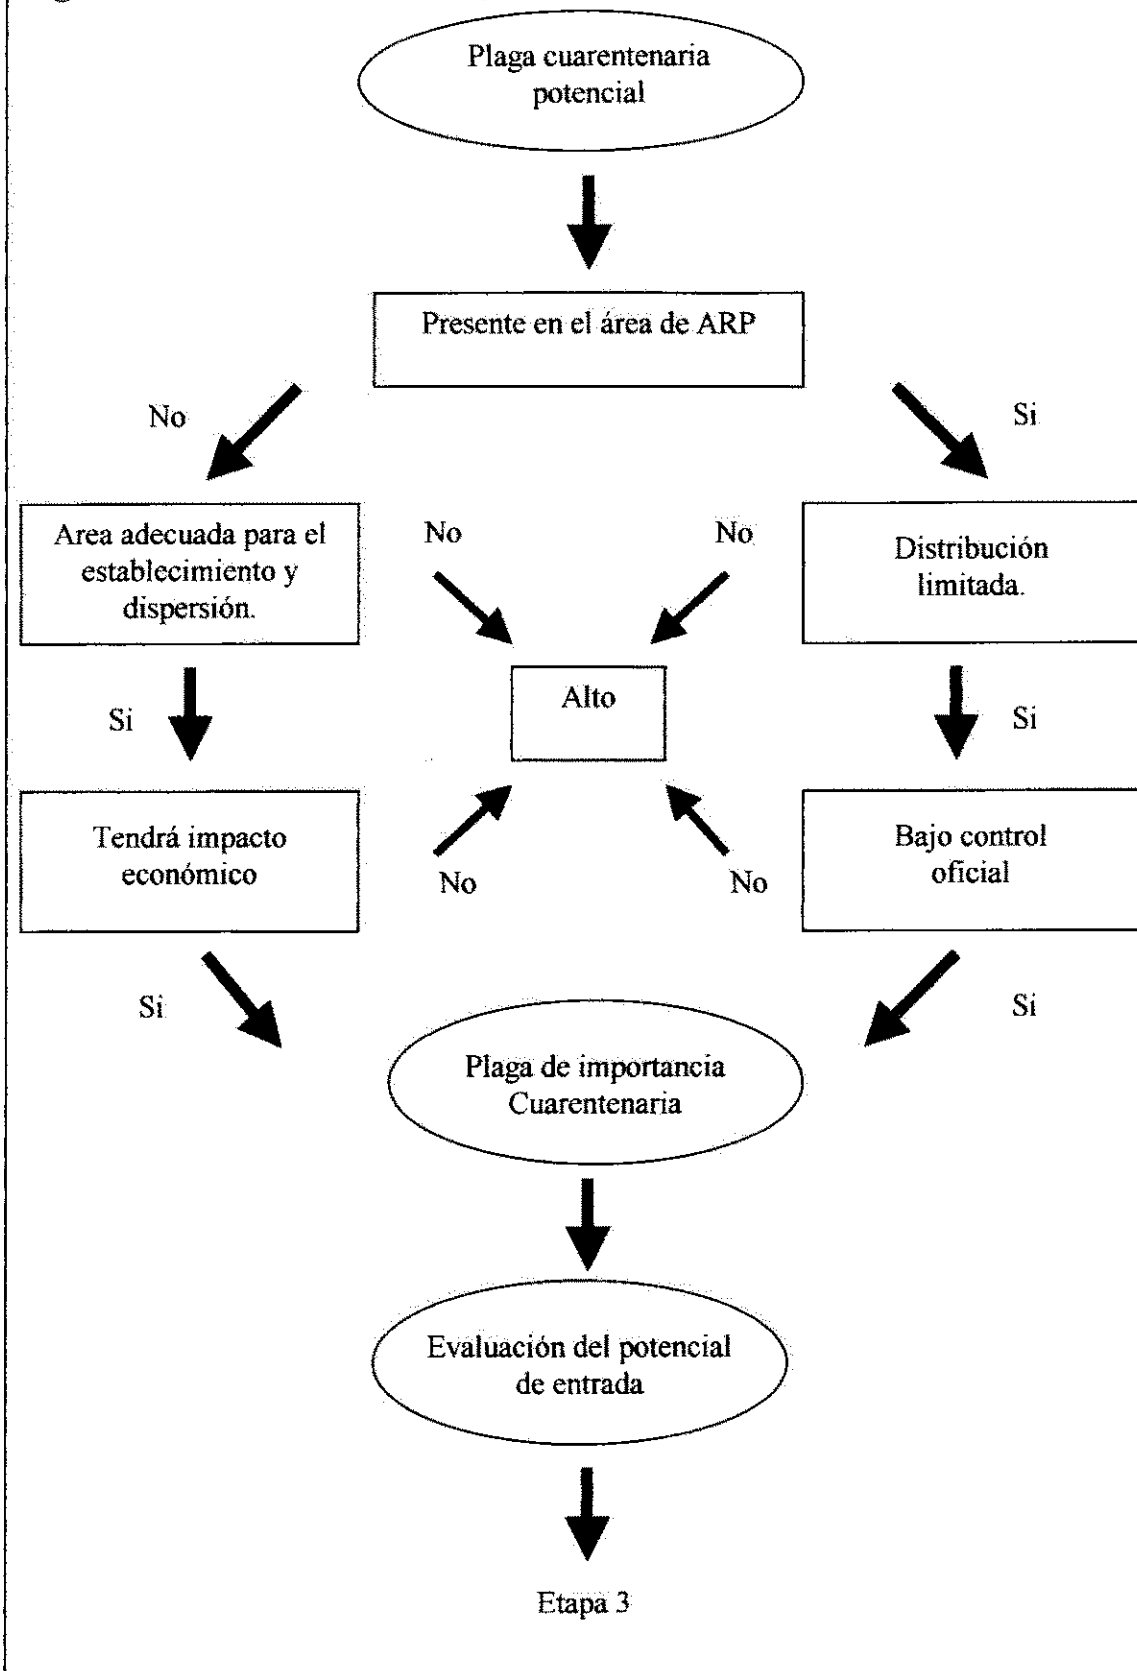 Plaga cuarentenaria
potencial
Presente en el área de ARP
No
Si
Area adecuada para el
establecimiento y
dispersión.
No
No
Distribución
limitada.
Si
Alto
Si
Tendrá impacto
económico
No
No
Bajo control
oficial
Si
Si
Plaga de importancia
Cuarentenaria
Evaluación del potencial
de entrada
Etapa 3